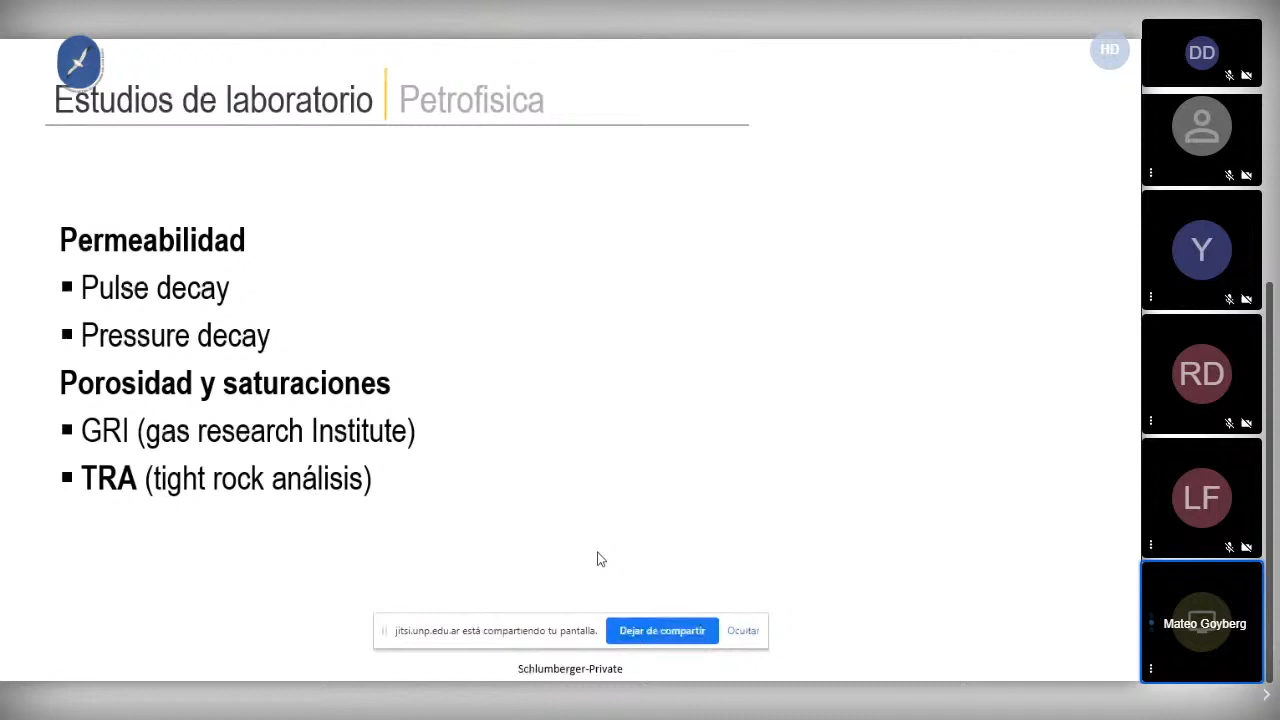 Estudios de laboratorio Petrofisica
HD
DD
Permeabilidad
▪ Pulse decay
▪ Pressure decay
Porosidad y saturaciones
▪ GRI (gas research Institute)
▪ TRA (tight rock análisis)
jitsi.unp.edu.ar está compartiendo tu pantalla. Dejar de compartir Ocultar
Schlumberger-Private
Y
RD
LF
Mateo Goyberg